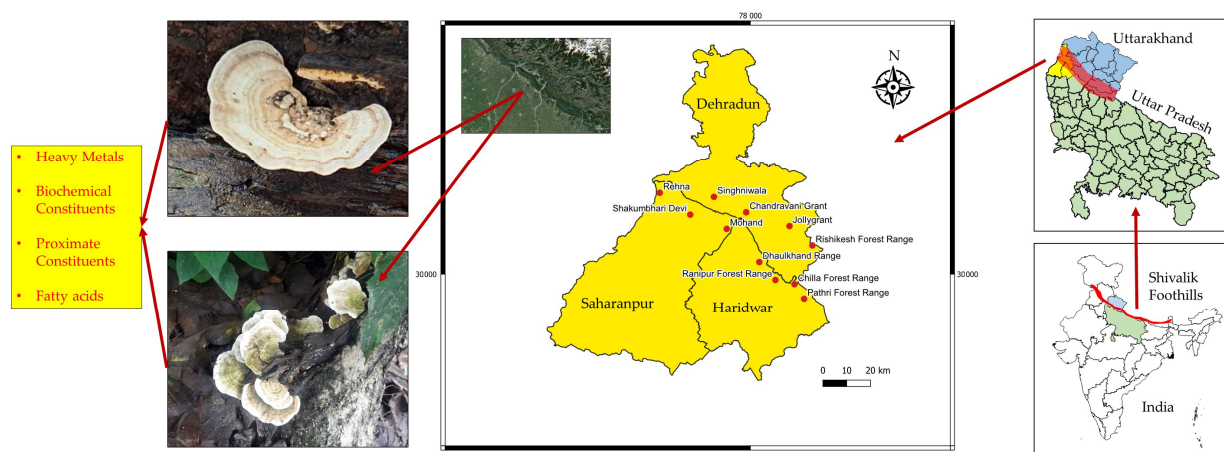 • Heavy Metals
• Biochemical
Constituents
• Proximate
Constituents
• Fatty acids
78 000
N
Dehradun
Rehna
Singhniwala
Shakumbhari Devi
Chandravani Grant
Mohand
Jollygrant
Rishikesh Forest Range
Dhaulkhand Range
Ranipur Forest Range
Chilla Forest Range
Pathri Forest Range
Saharanpur
Haridwar
30000
30000
0 10 20 km
Uttarakhand
Uttar Pradesh
Shivalik
Foothills
India